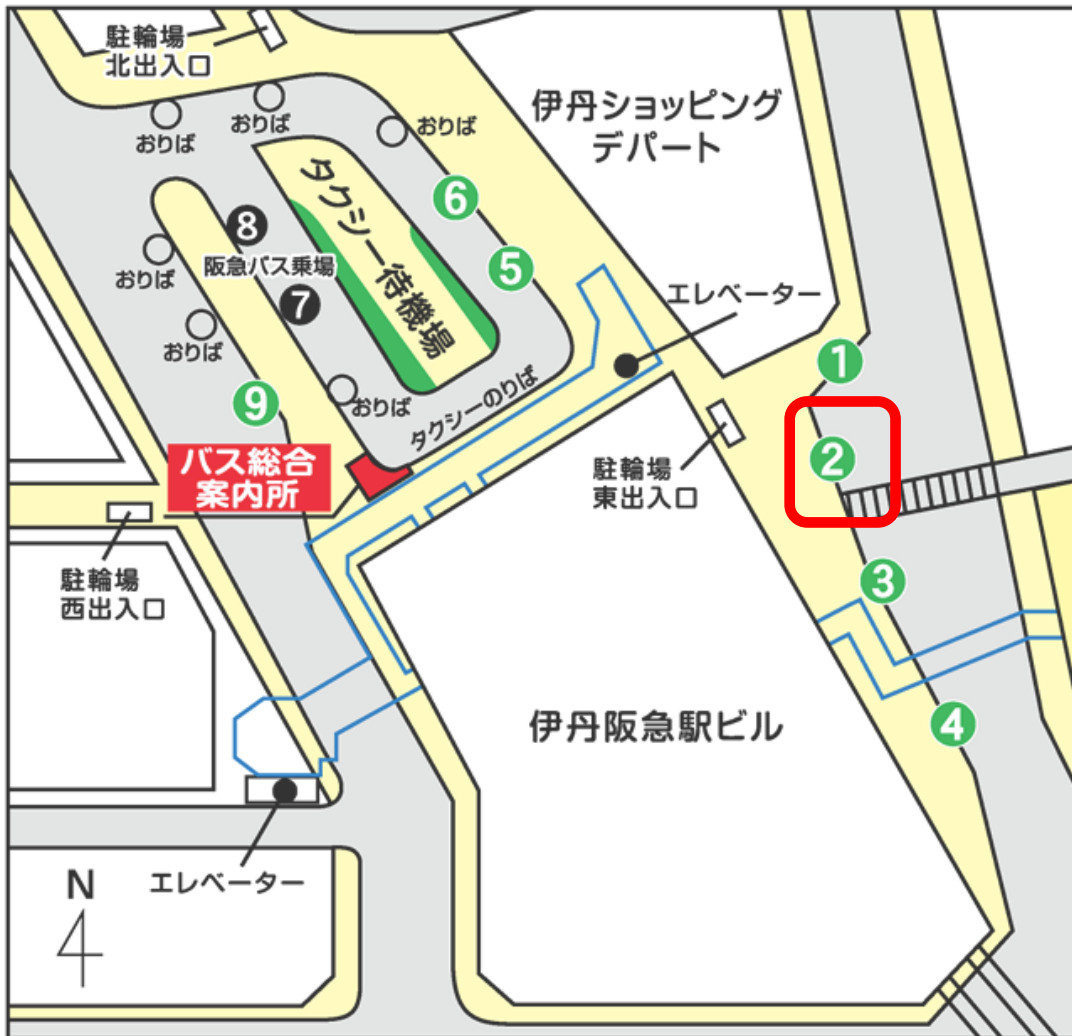 駐輪場
北出入口
伊丹ショッピング
デパート
おりば
おりば
おりば
タクシー待機場
6
8
阪急バス乗場
5
おりば
7
エレベーター
おりば
1
おりば
タクシーのりば
9
2
バス総合
案内所
駐輪場
東出入口
駐輪場
西出入口
3
伊丹阪急駅ビル
4
エレベーター
N